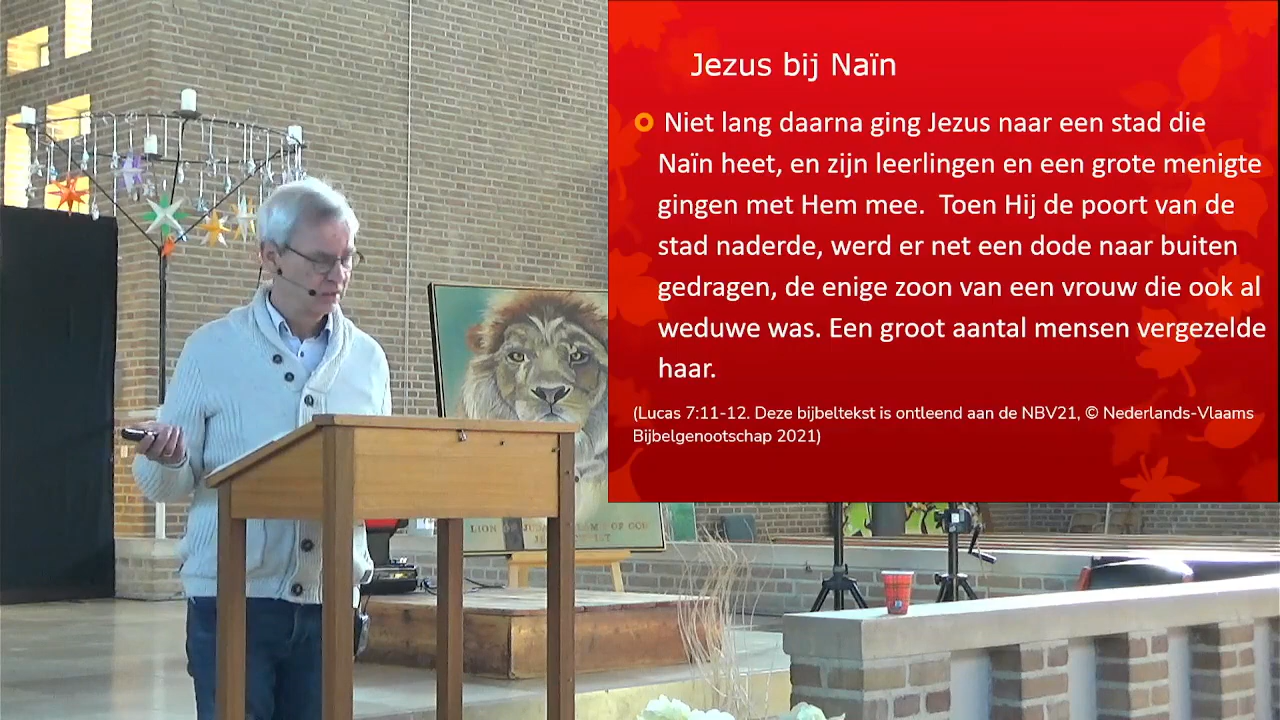 Jezus bij Naïn
Niet lang daarna ging Jezus naar een stad die
Naïn heet, en zijn leerlingen en een grote menigte
gingen met Hem mee. Toen Hij de poort van de
stad naderde, werd er net een dode naar buiten
gedragen, de enige zoon van een vrouw die ook al
weduwe was. Een groot aantal mensen vergezelde
haar.
(Lucas 7:11-12. Deze bijbeltekst is ontleend aan de NBV21, © Nederlands-Vlaams
Bijbelgenootschap 2021)
LION OF GOD